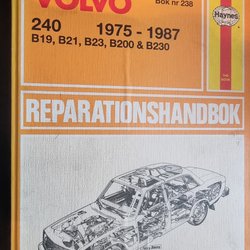 VOLVO
Bok nr 238
240 1975 - 1987
B19, B21, B23, B200 & B230
Haynes
REPARATIONSHANDBOK